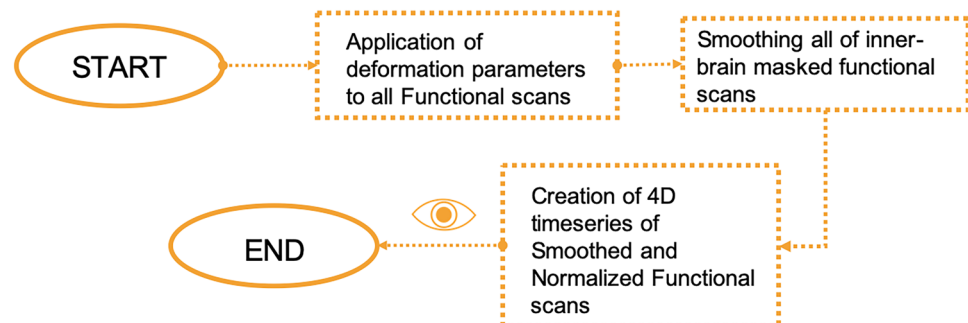 START
Application of
deformation parameters
to all Functional scans
Smoothing all of inner-
brain masked functional
scans
Creation of 4D
timeseries of
Smoothed and
Normalized Functional
scans
END